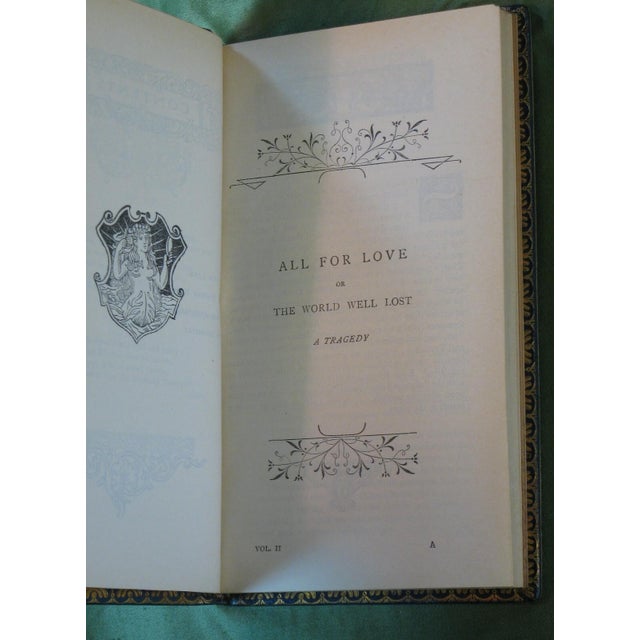 ALL FOR LOVE
OR
THE WORLD WELL LOST
A TRAGEDY
VOL. II A